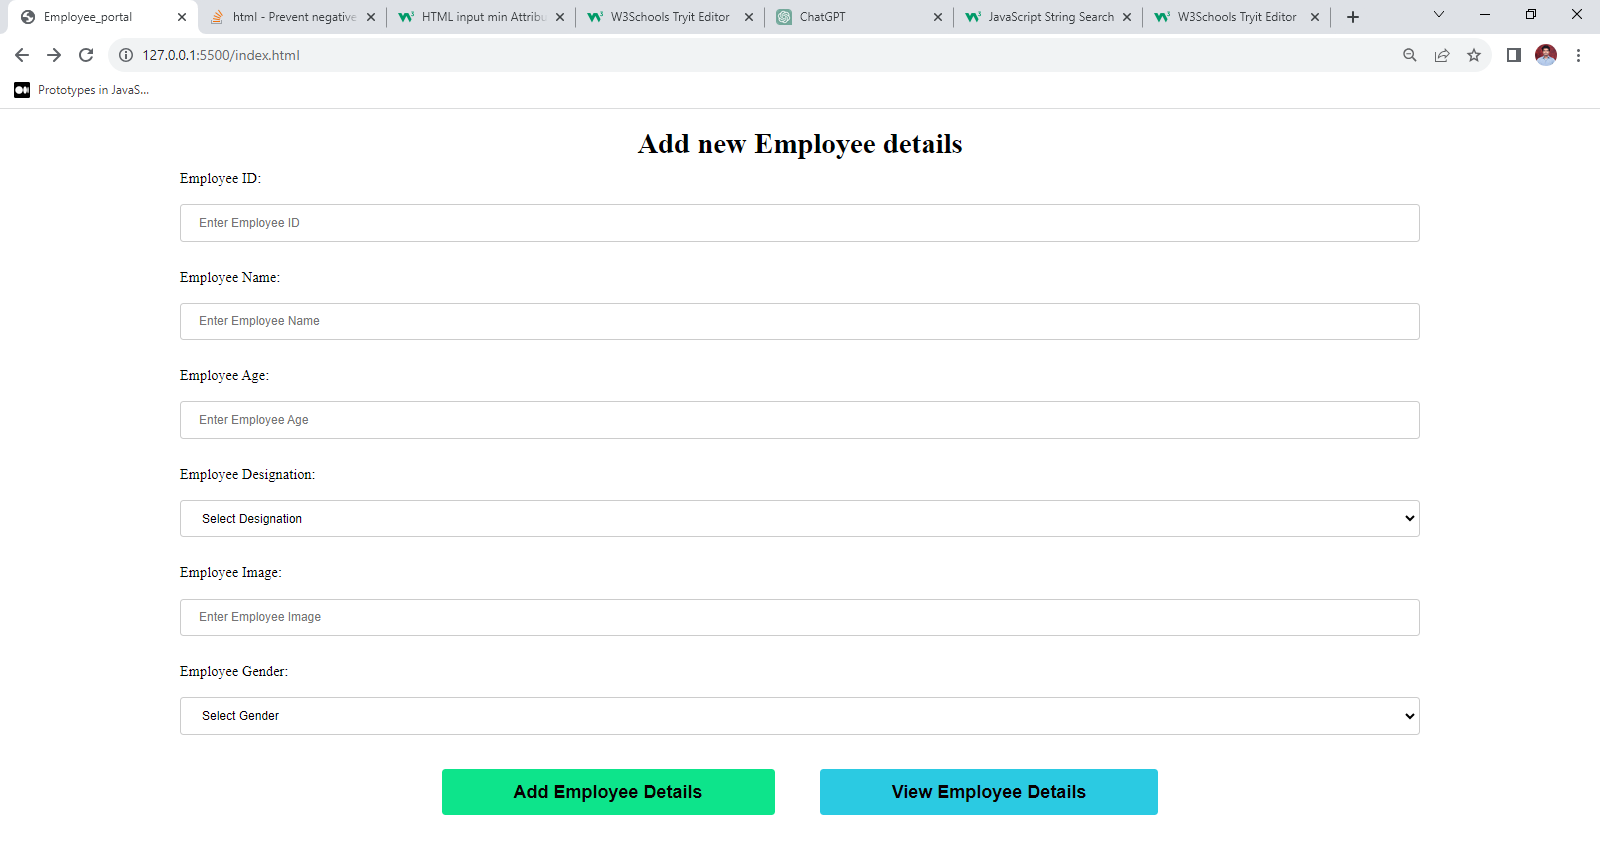 Employee_portal
html - Prevent negative
HTML input min Attribu
W3Schools Tryit Editor
ChatGPT
JavaScript String Search
W3Schools Tryit Editor
127.0.0.1:5500/index.html
Prototypes in JavaS...
Add new Employee details
Employee ID:
Enter Employee ID
Employee Name:
Enter Employee Name
Employee Age:
Enter Employee Age
Employee Designation:
Select Designation
Employee Image:
Enter Employee Image
Employee Gender:
Select Gender
Add Employee Details
View Employee Details